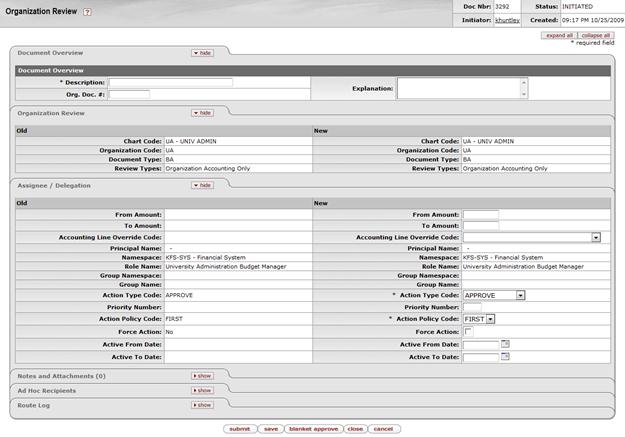 Organization Review ?
Doc Nbr: 3292 Status: INITIATED
Initiator: khuntley Created: 09:17 PM 10/25/2009
expand all collapse all
* required field
Document Overview hide
Document Overview
* Description: Explanation:
Org. Doc. #:
Organization Review hide
Old New
Chart Code: UA - UNIV ADMIN Chart Code: UA - UNIV ADMIN
Organization Code: UA Organization Code: UA
Document Type: BA Document Type: BA
Review Types: Organization Accounting Only Review Types: Organization Accounting Only
Assignee / Delegation hide
Old New
From Amount: From Amount:
To Amount: To Amount:
Accounting Line Override Code: Accounting Line Override Code:
Principal Name: - Principal Name: -
Namespace: KFS-SYS - Financial System Namespace: KFS-SYS - Financial System
Role Name: University Administration Budget Manager Role Name: University Administration Budget Manager
Group Namespace: Group Namespace:
Group Name: Group Name:
Action Type Code: APPROVE * Action Type Code: APPROVE
Priority Number: Priority Number:
Action Policy Code: FIRST * Action Policy Code: FIRST
Force Action: No Force Action:
Active From Date: Active From Date:
Active To Date: Active To Date:
Notes and Attachments (0) show
Ad Hoc Recipients show
Route Log show
submit save blanket approve close cancel